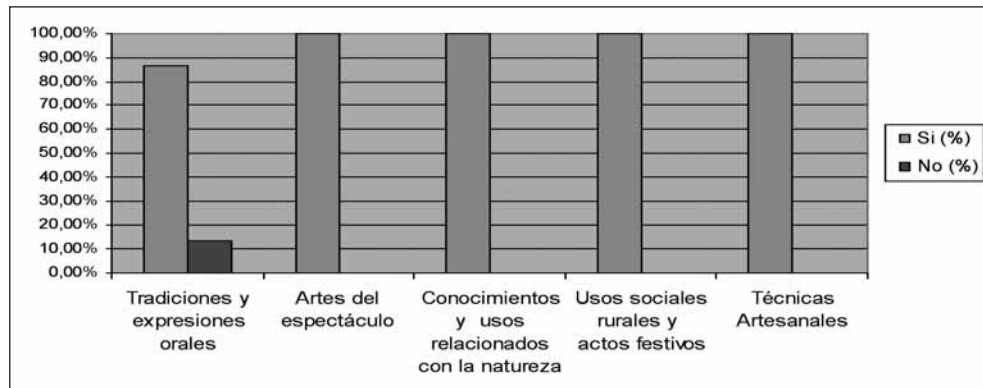 100,00%
90,00%
80,00%
70,00%
60,00%
50,00%
40,00%
30,00%
20,00%
10,00%
0,00%
Tradiciones y
expresiones
orales
Artes del
espectáculo
Conocimientos
y usos
relacionados
con la natureza
Usos sociales
rurales y
actos festivos
Técnicas
Artesanales
Si (%)
No (%)